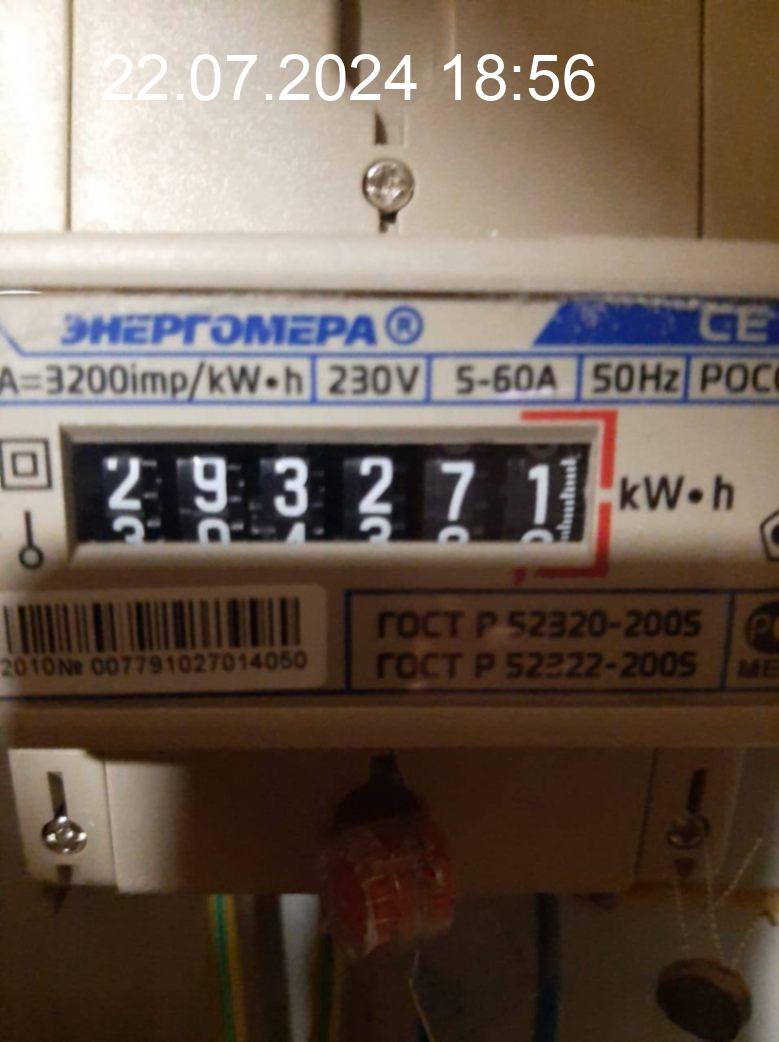 22.07.2024 18:56
ЭНЕРГОМЕРА®
CE
A=3200imp/kW•h 230V 5-60A 50Hz
293271 kW•h
ГОСТ Р 52320-2005
2010№ 007791027014050
ГОСТ Р 52322-2005